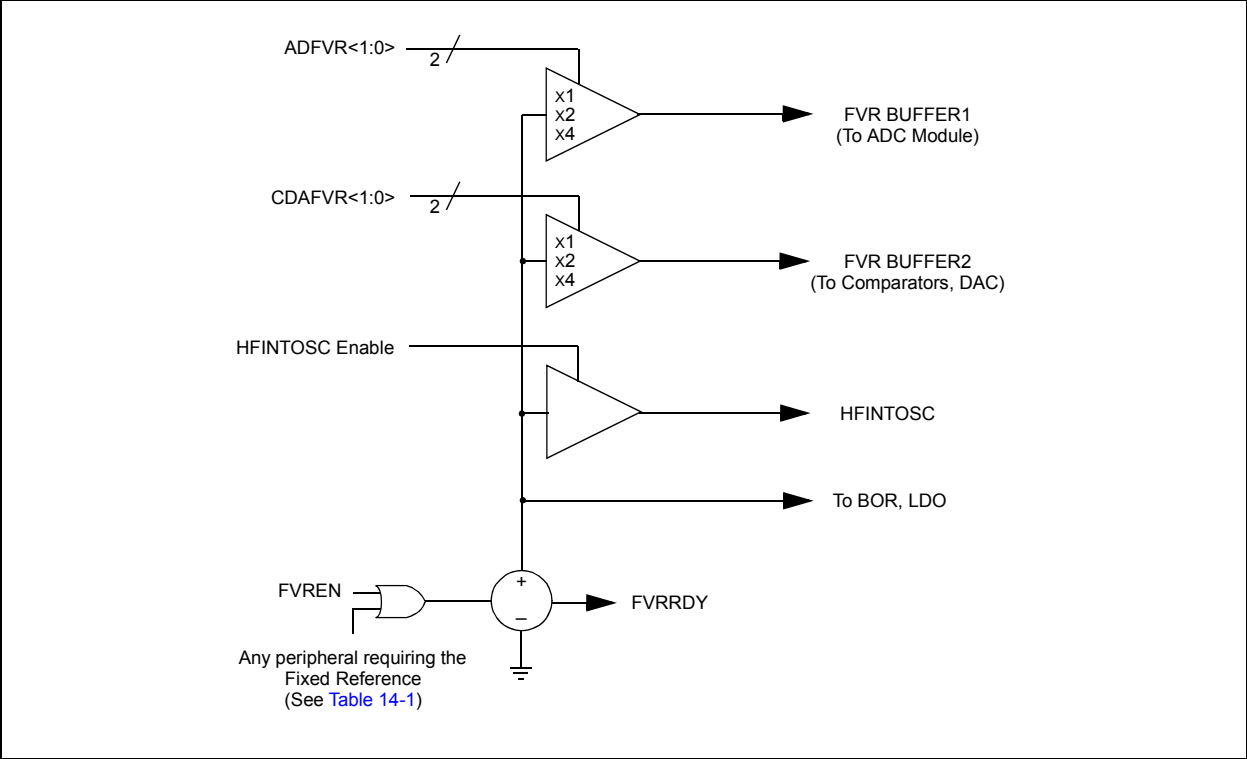 ADFVR<1:0>
2
X1
X2
X4
FVR BUFFER1
(To ADC Module)
CDAFVR<1:0>
2
X1
X2
X4
FVR BUFFER2
(To Comparators, DAC)
HFINTOSC Enable
HFINTOSC
To BOR, LDO
+
_
FVREN
FVRRDY
Any peripheral requiring the
Fixed Reference
(See Table 14-1)